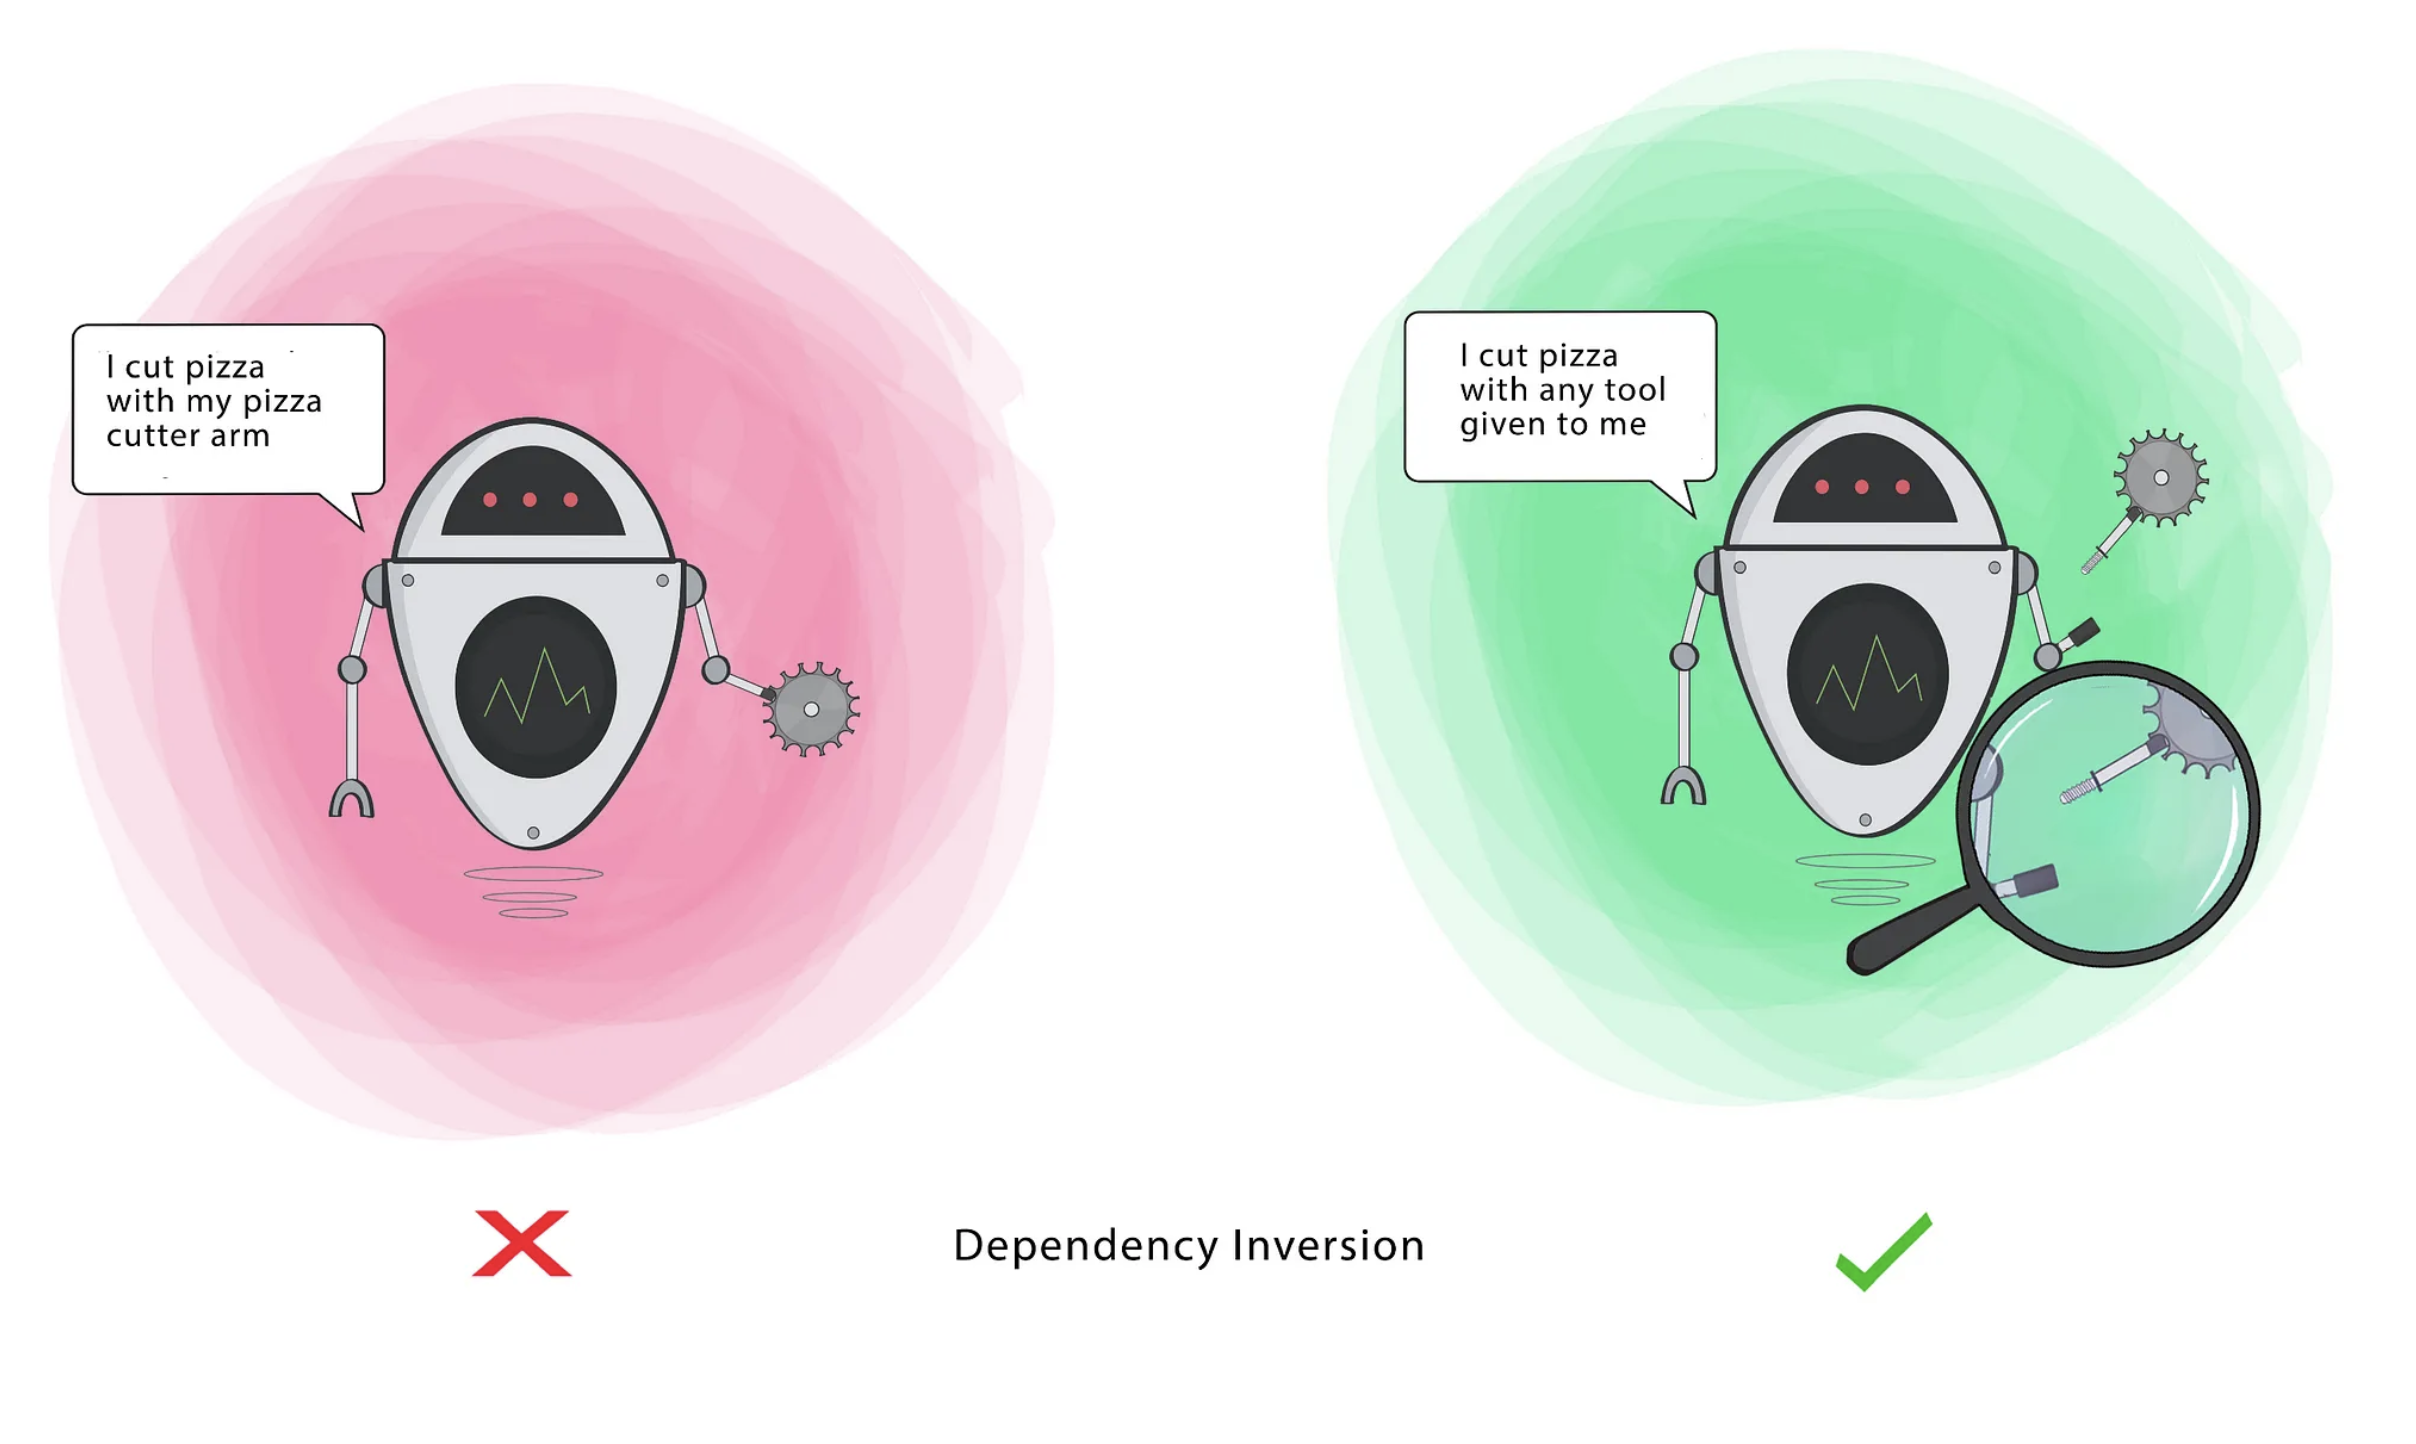 I cut pizza
with my pizza
cutter arm
I cut pizza
with any tool
given to me
Dependency Inversion